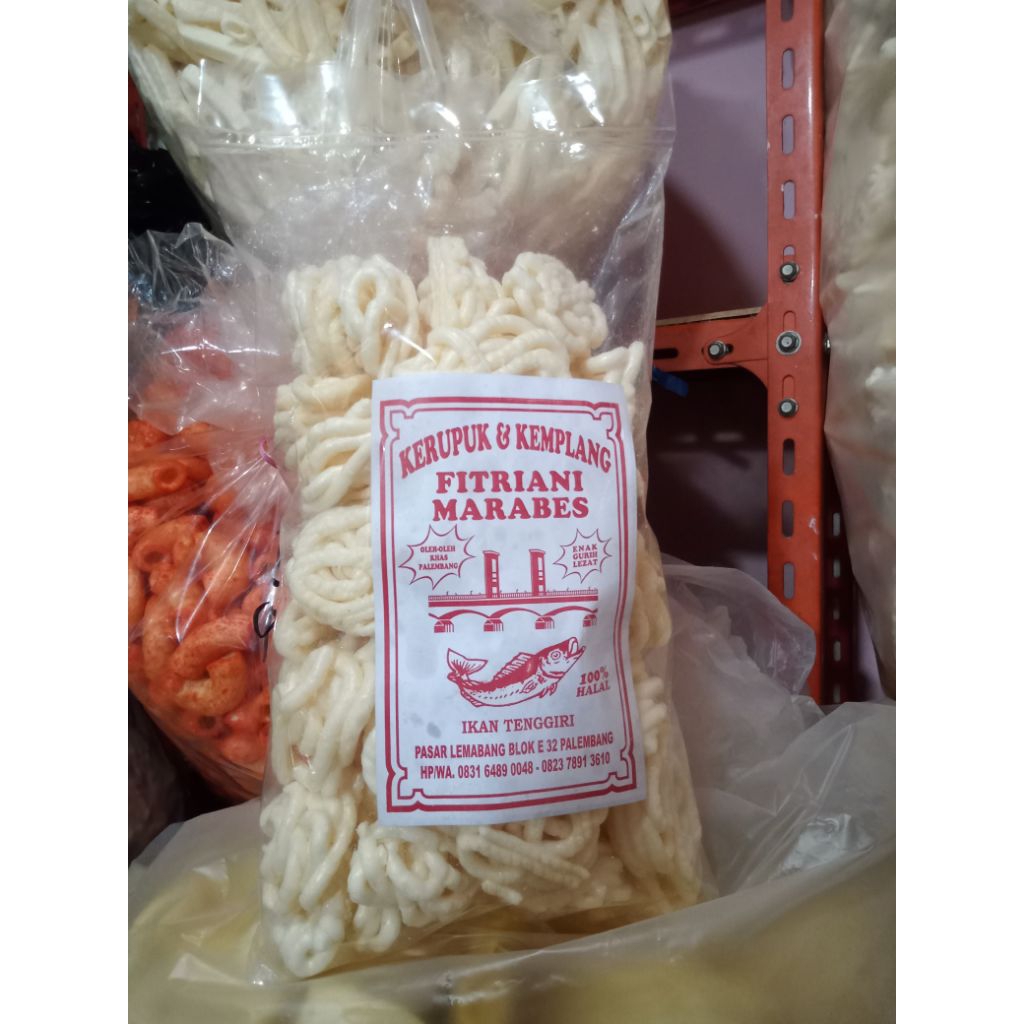 KERUPUK & KEMPLANG
FITRIANI
MARABES
OLEH-OLEH
KHAS
PALEMBANG
ENAK
GURIH
LEZAT
100%
HALAL
IKAN TENGGIRI
PASAR LEMABANG BLOK E 32 PALEMBANG
HP/WA. 0831 6489 0048 - 0823 7891 3610